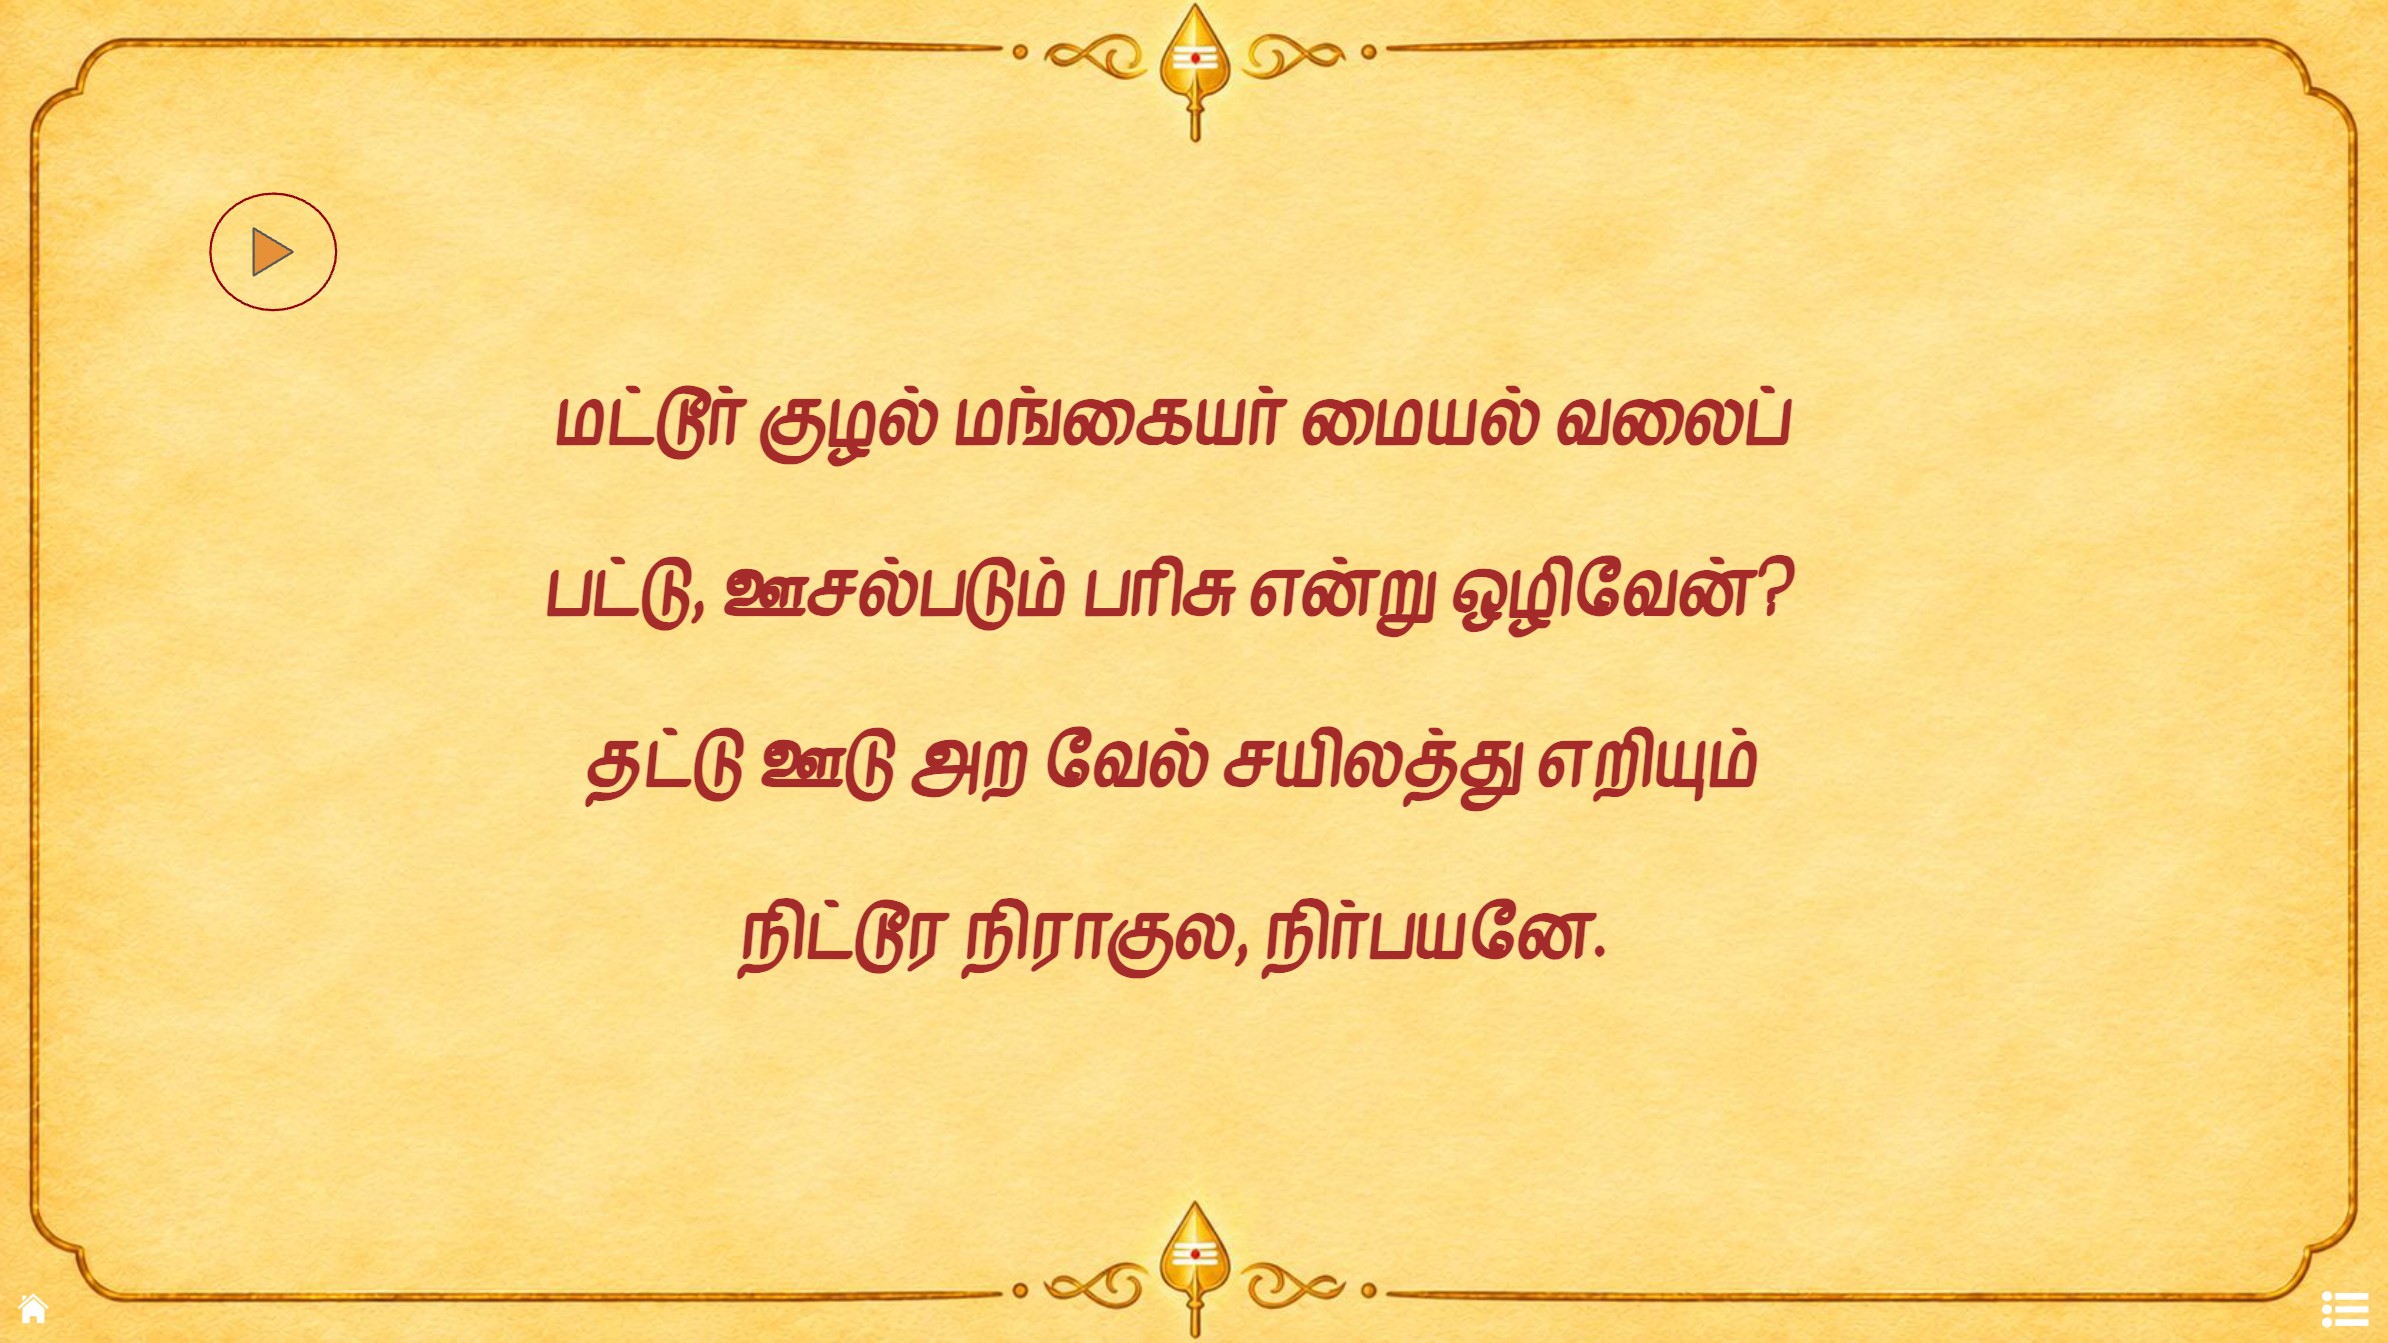 மட்டூர் குழல் மங்கையர் மையல் வலைப்
பட்டு, ஊசல்படும் பரிசு என்று ஒழிவேன்?
தட்டு ஊடு அற வேல் சயிலத்து எறியும்
நிட்டூர நிராகுல, நிர்பயனே.